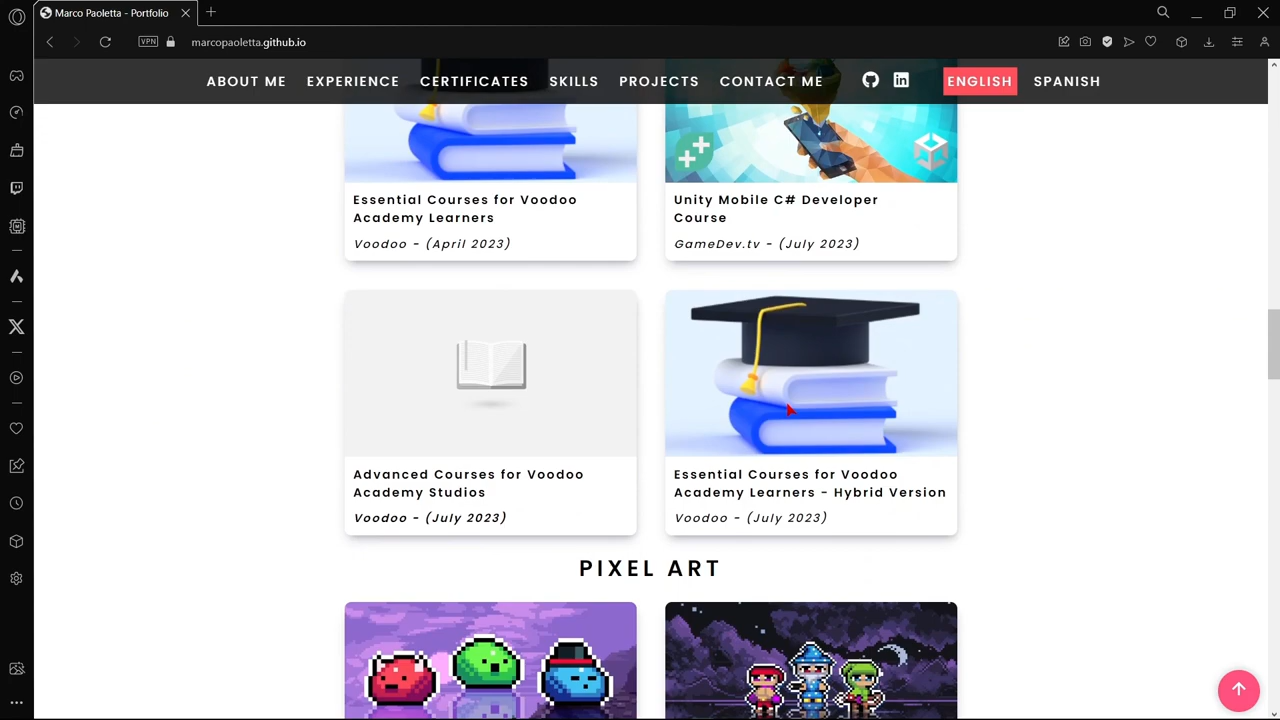 Marco Paoletta - Portfolio
VPN
marcopaoletta.github.io
ABOUT ME EXPERIENCE CERTIFICATES SKILLS PROJECTS CONTACT ME ENGLISH SPANISH
Essential Courses for Voodoo
Academy Learners
Voodoo - (April 2023)
Unity Mobile C# Developer
Course
GameDev.tv - (July 2023)
Advanced Courses for Voodoo
Academy Studios
Voodoo - (July 2023)
Essential Courses for Voodoo
Academy Learners - Hybrid Version
Voodoo - (July 2023)
PIXEL ART